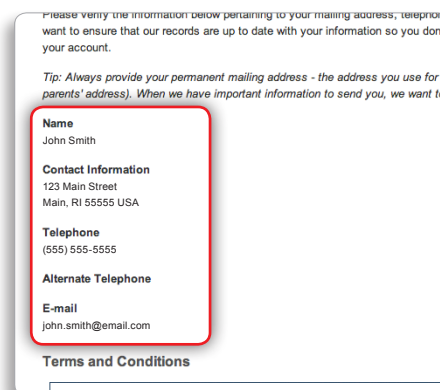 Please verify the information below pertaining to your mailing address, telepho
want to ensure that our records are up to date with your information so you don
your account.
Tip: Always provide your permanent mailing address - the address you use for
parents' address). When we have important information to send you, we want to
Name
John Smith
Contact Information
123 Main Street
Main, RI 55555 USA
Telephone
(555) 555-5555
Alternate Telephone
E-mail
john.smith@email.com
Terms and Conditions